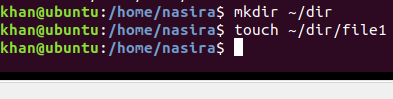 khan@ubuntu:/home/nasira$ mkdir ~/dir
khan@ubuntu:/home/nasira$ touch ~/dir/file1
khan@ubuntu:/home/nasira$